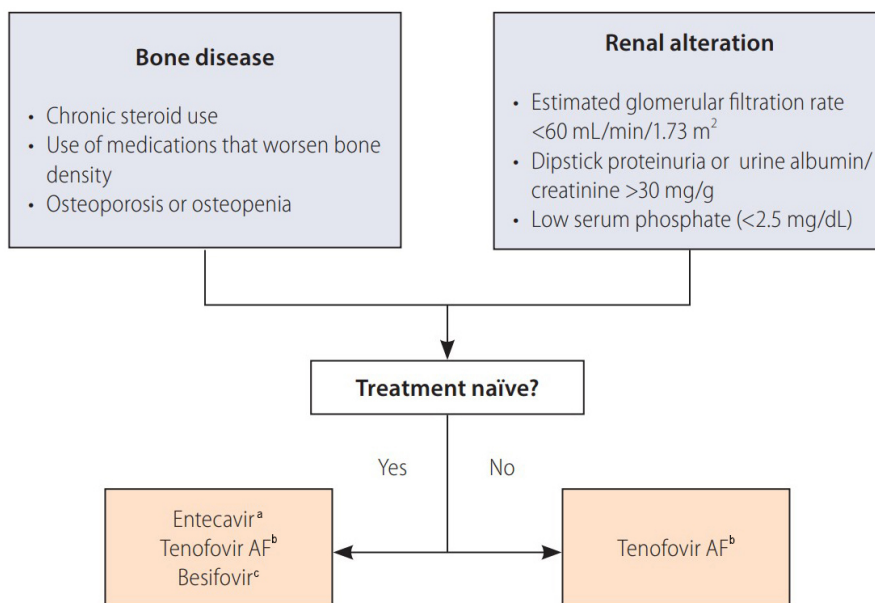 Bone disease
• Chronic steroid use
• Use of medications that worsen bone
density
• Osteoporosis or osteopenia
Renal alteration
• Estimated glomerular filtration rate
<60 mL/min/1.73 m²
• Dipstick proteinuria or urine albumin/
creatinine >30 mg/g
• Low serum phosphate (<2.5 mg/dL)
Treatment naïve?
Yes
No
Entecavirᵃ
Tenofovir AFᵇ
Besifovirᶜ
Tenofovir AFᵇ